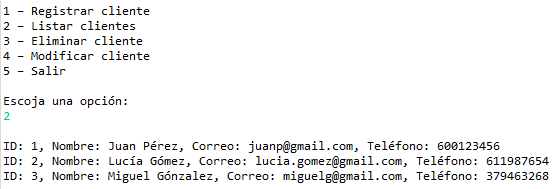 1 – Registrar cliente
2 – Listar clientes
3 – Eliminar cliente
4 – Modificar cliente
5 – Salir
Escoja una opción:
2
ID: 1, Nombre: Juan Pérez, Correo: juanp@gmail.com, Teléfono: 600123456
ID: 2, Nombre: Lucía Gómez, Correo: lucia.gomez@gmail.com, Teléfono: 611987654
ID: 3, Nombre: Miguel Gónzalez, Correo: miguelg@gmail.com, Teléfono: 379463268